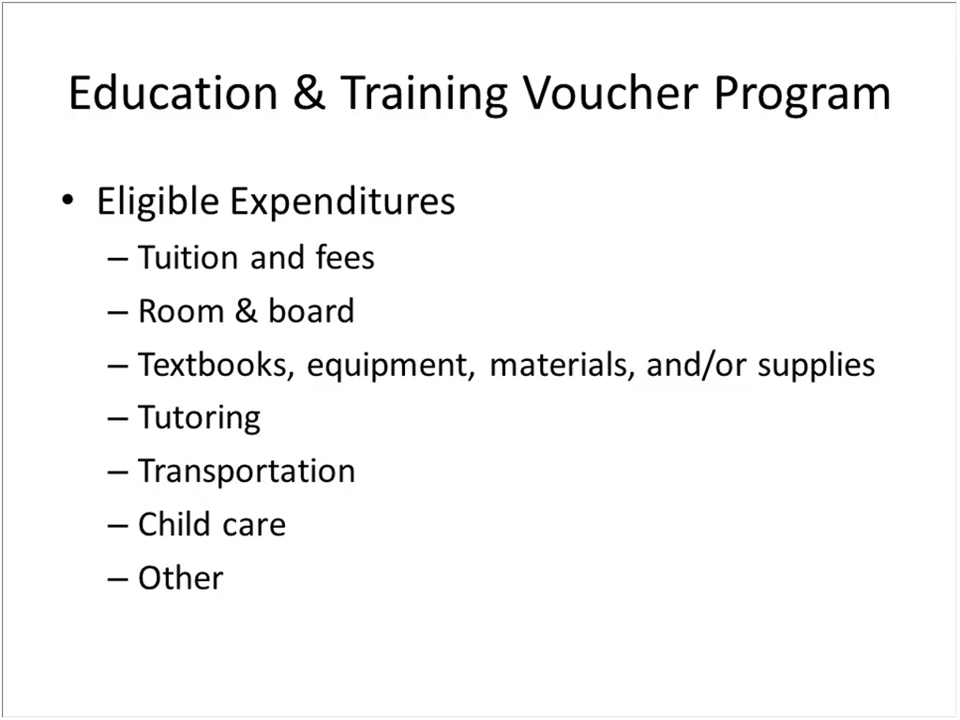 Education & Training Voucher Program
• Eligible Expenditures
– Tuition and fees
– Room & board
– Textbooks, equipment, materials, and/or supplies
– Tutoring
– Transportation
– Child care
– Other